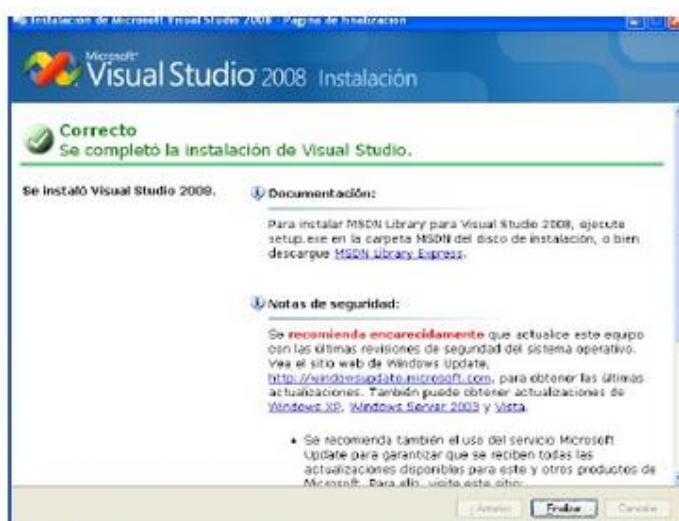 Instalación de Microsoft Visual Studio 2008 - Página de finalización
Microsoft
Visual Studio 2008 Instalación
Correcto
Se completó la instalación de Visual Studio.
Se instaló Visual Studio 2008.
Documentación:
Para instalar MSDN Library para Visual Studio 2008, ejecute
setup.exe en la carpeta MSDN del disco de instalación, o bien
descargue MSDN Library Express.
Notas de seguridad:
Se recomienda encarecidamente que actualice este equipo
con las últimas revisiones de seguridad del sistema operativo.
Vea el sitio web de Windows Update,
http://windowsupdate.microsoft.com, para obtener las últimas
actualizaciones. También puede obtener actualizaciones de
Windows XP, Windows Server 2003 y Vista.
• Se recomienda también el uso del servicio Microsoft
Update para garantizar que se reciben todas las
actualizaciones disponibles para este y otros productos de
Microsoft. Para ello, visite este sitio:
< Anterior Finalizar Cancelar